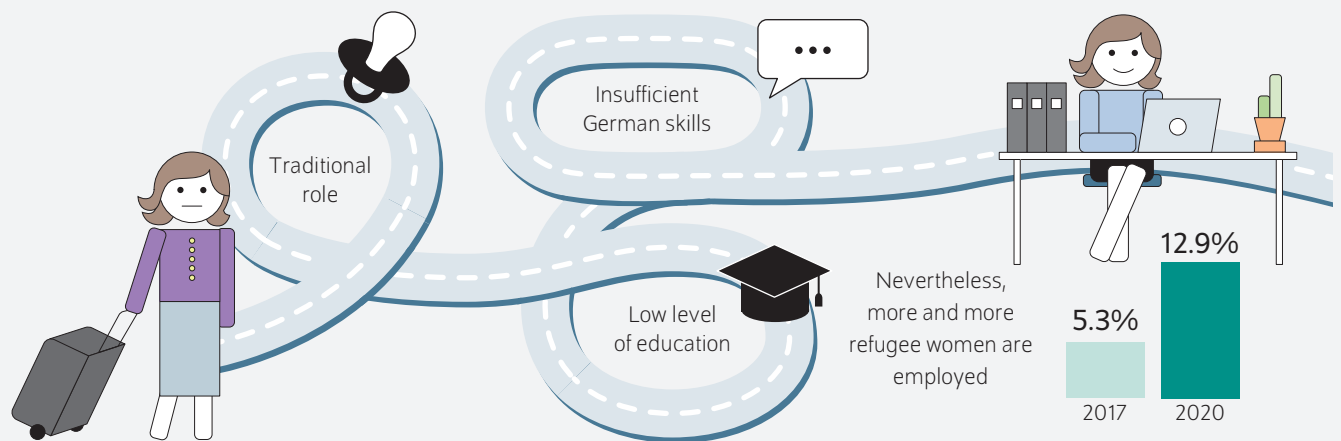 Traditional
role
Insufficient
German skills
•••
Low level
of education
Nevertheless,
more and more
refugee women are
employed
5.3%
12.9%
2017
2020